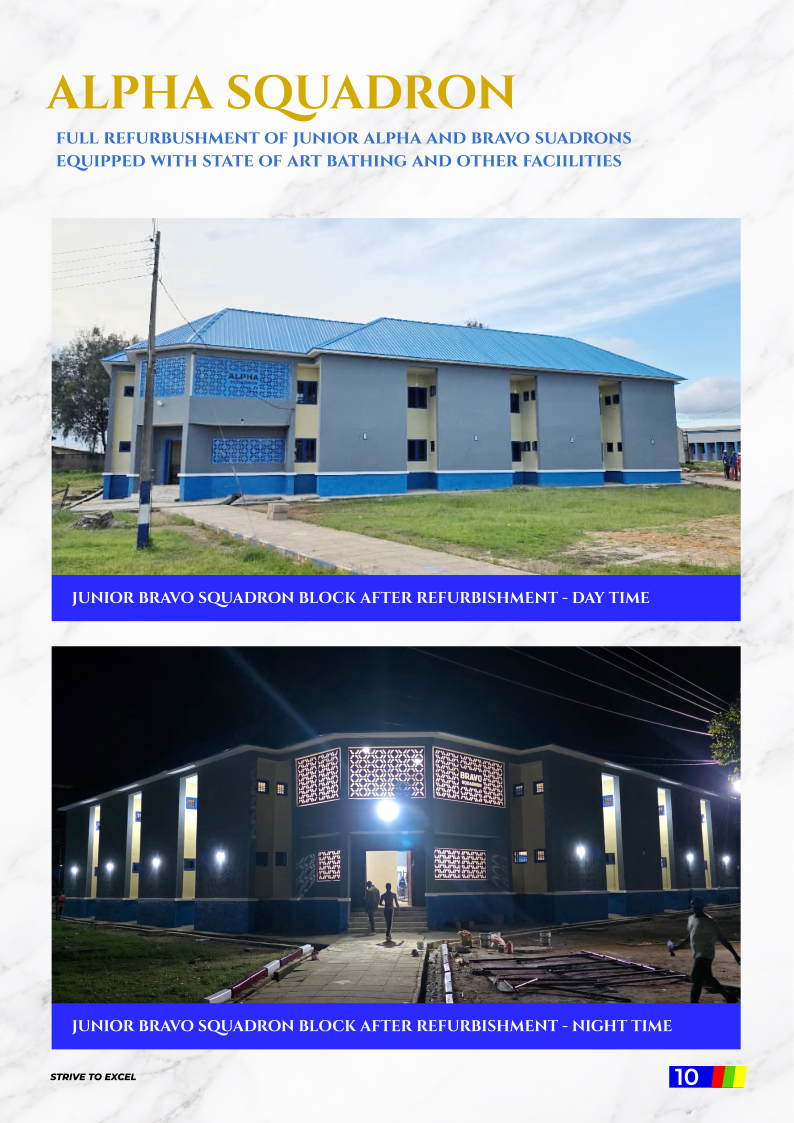 ALPHA SQUADRON
FULL REFURBUSHMENT OF JUNIOR ALPHA AND BRAVO SUADRONS
EQUIPPED WITH STATE OF ART BATHING AND OTHER FACIILITIES
ALPHA
SQUADRON
JUNIOR BRAVO SQUADRON BLOCK AFTER REFURBISHMENT - DAY TIME
BRAVO
SQUADRON
JUNIOR BRAVO SQUADRON BLOCK AFTER REFURBISHMENT - NIGHT TIME
STRIVE TO EXCEL
10